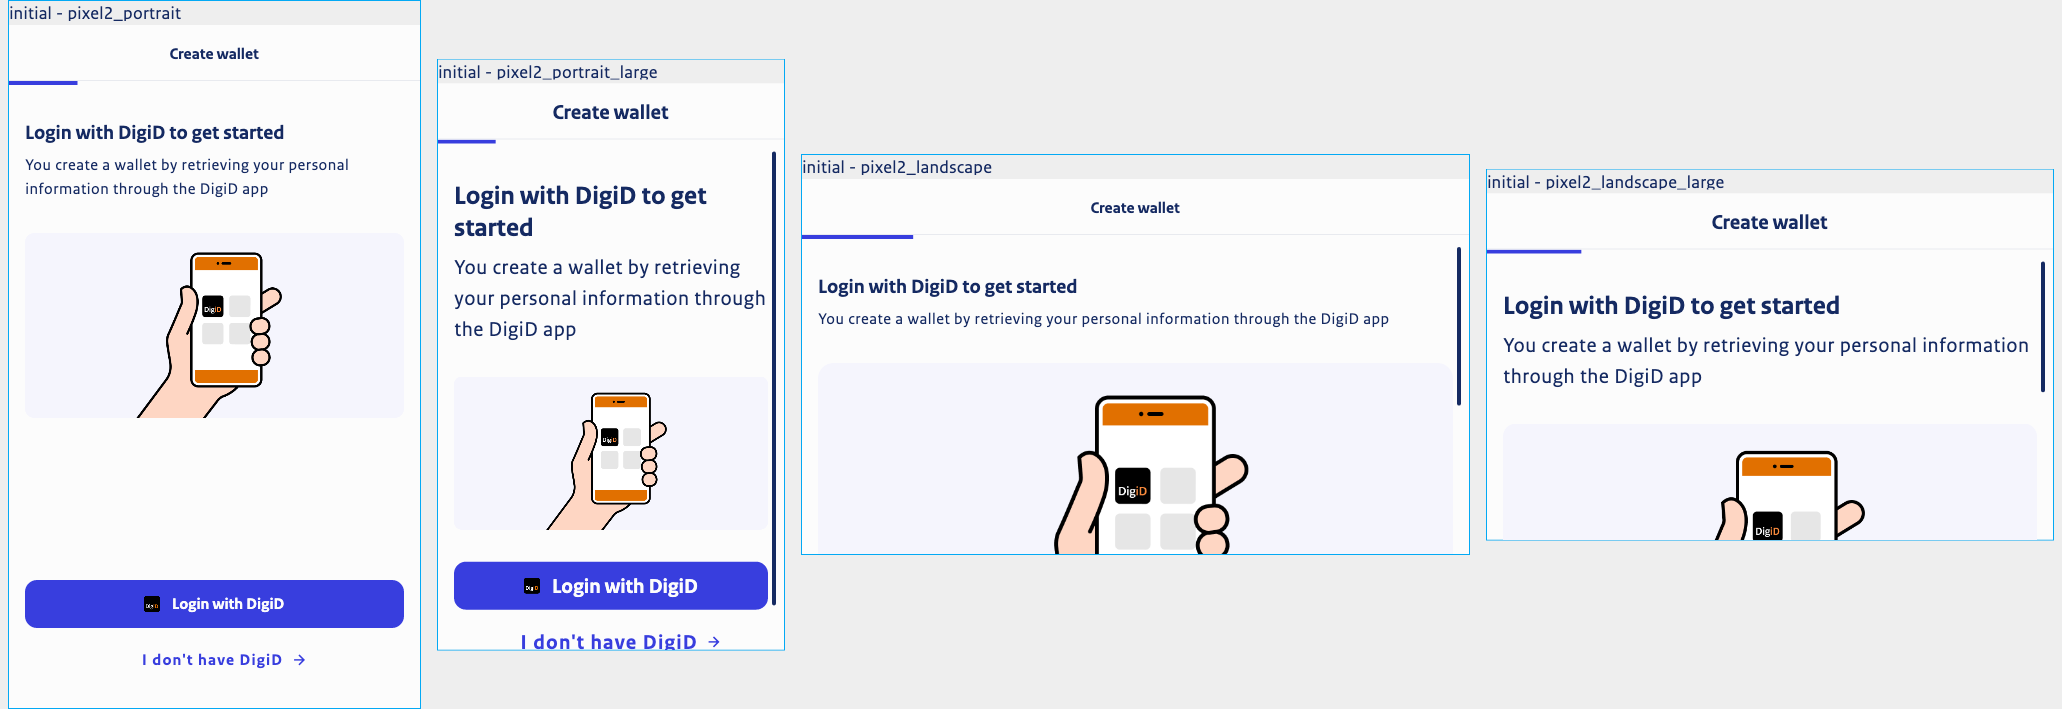 initial - pixel2_portrait
Create wallet
Login with DigiD to get started
You create a wallet by retrieving your personal
information through the DigiD app
DigiD
Login with DigiD
I don't have DigiD →
initial - pixel2_portrait_large
Create wallet
Login with DigiD to get
started
You create a wallet by retrieving
your personal information through
the DigiD app
DigiD
Login with DigiD
I don't have DigiD →
initial - pixel2_landscape
Create wallet
Login with DigiD to get started
You create a wallet by retrieving your personal information through the DigiD app
DigiD
initial - pixel2_landscape_large
Create wallet
Login with DigiD to get started
You create a wallet by retrieving your personal information
through the DigiD app
DigiD